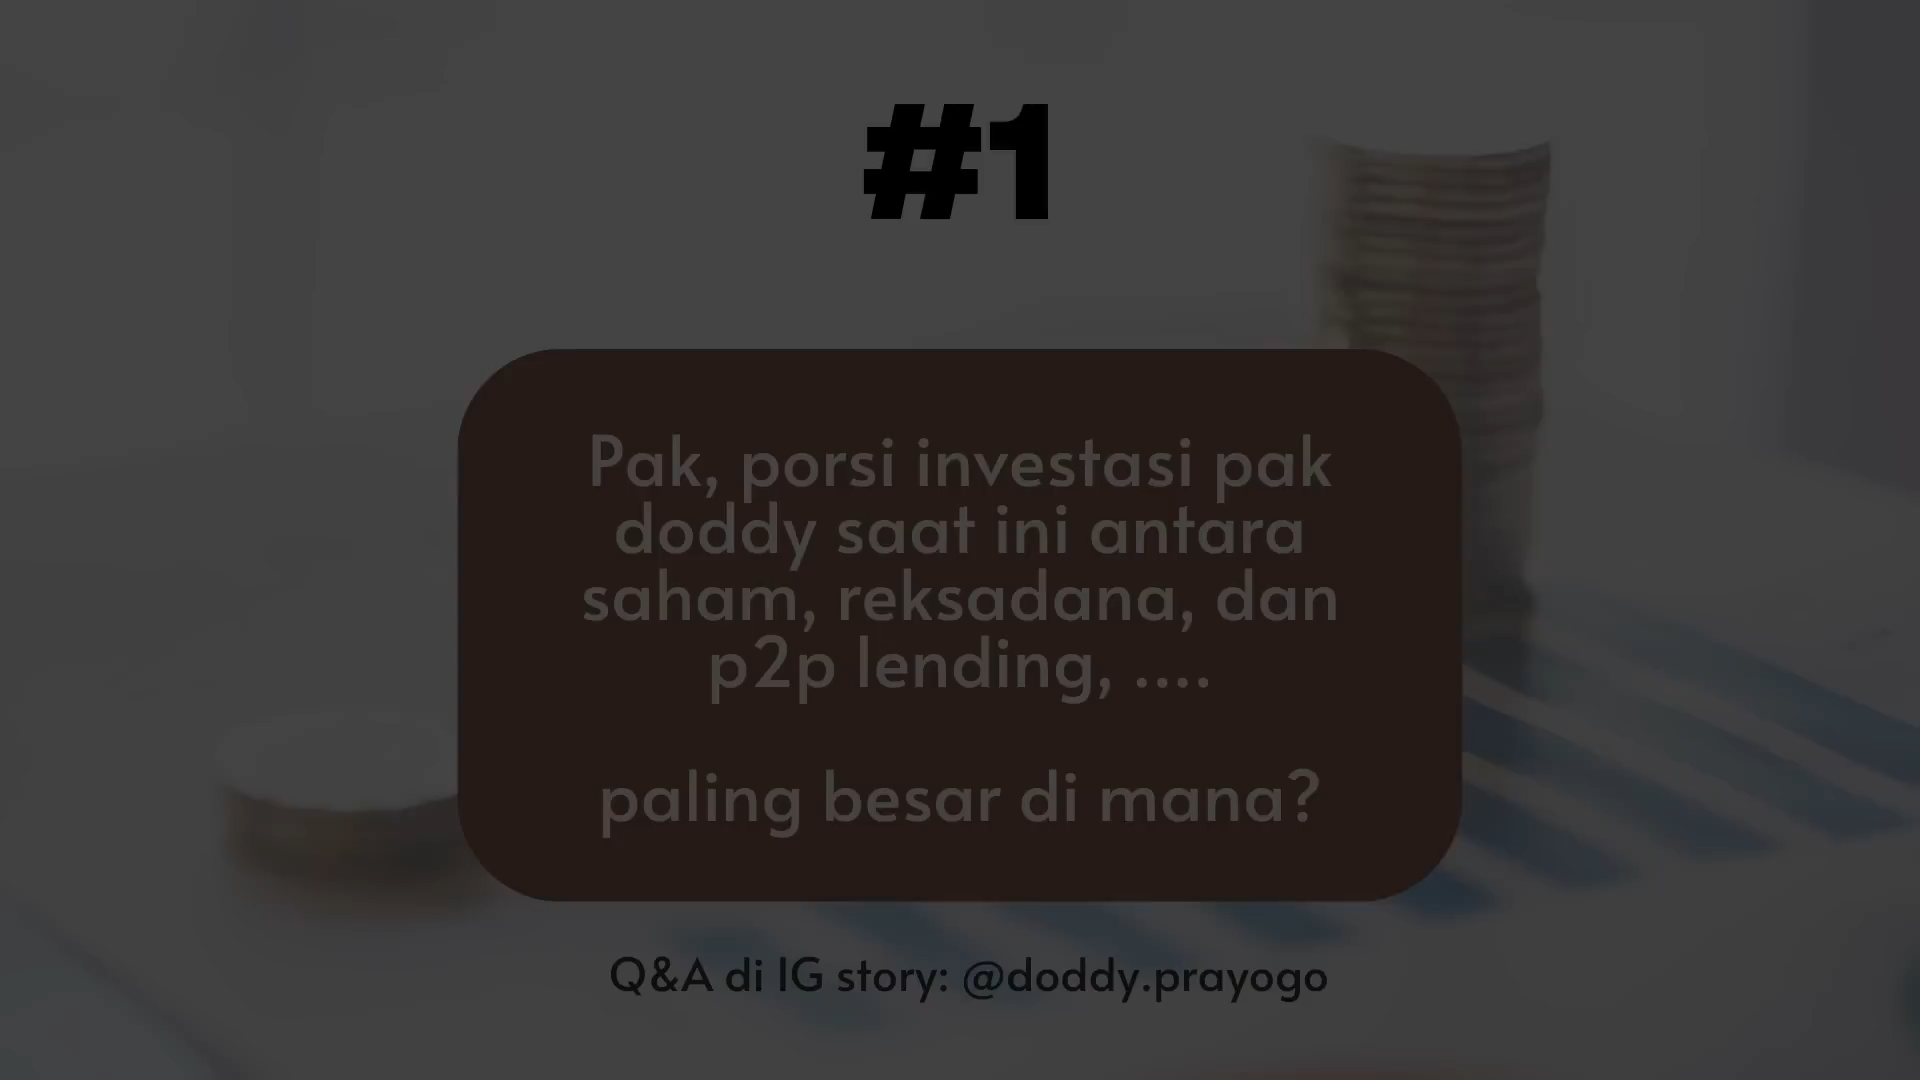 #1
Pak, porsi investasi pak
doddy saat ini antara
saham, reksadana, dan
p2p lending, ....
paling besar di mana?
Q&A di IG story: @doddy.prayogo